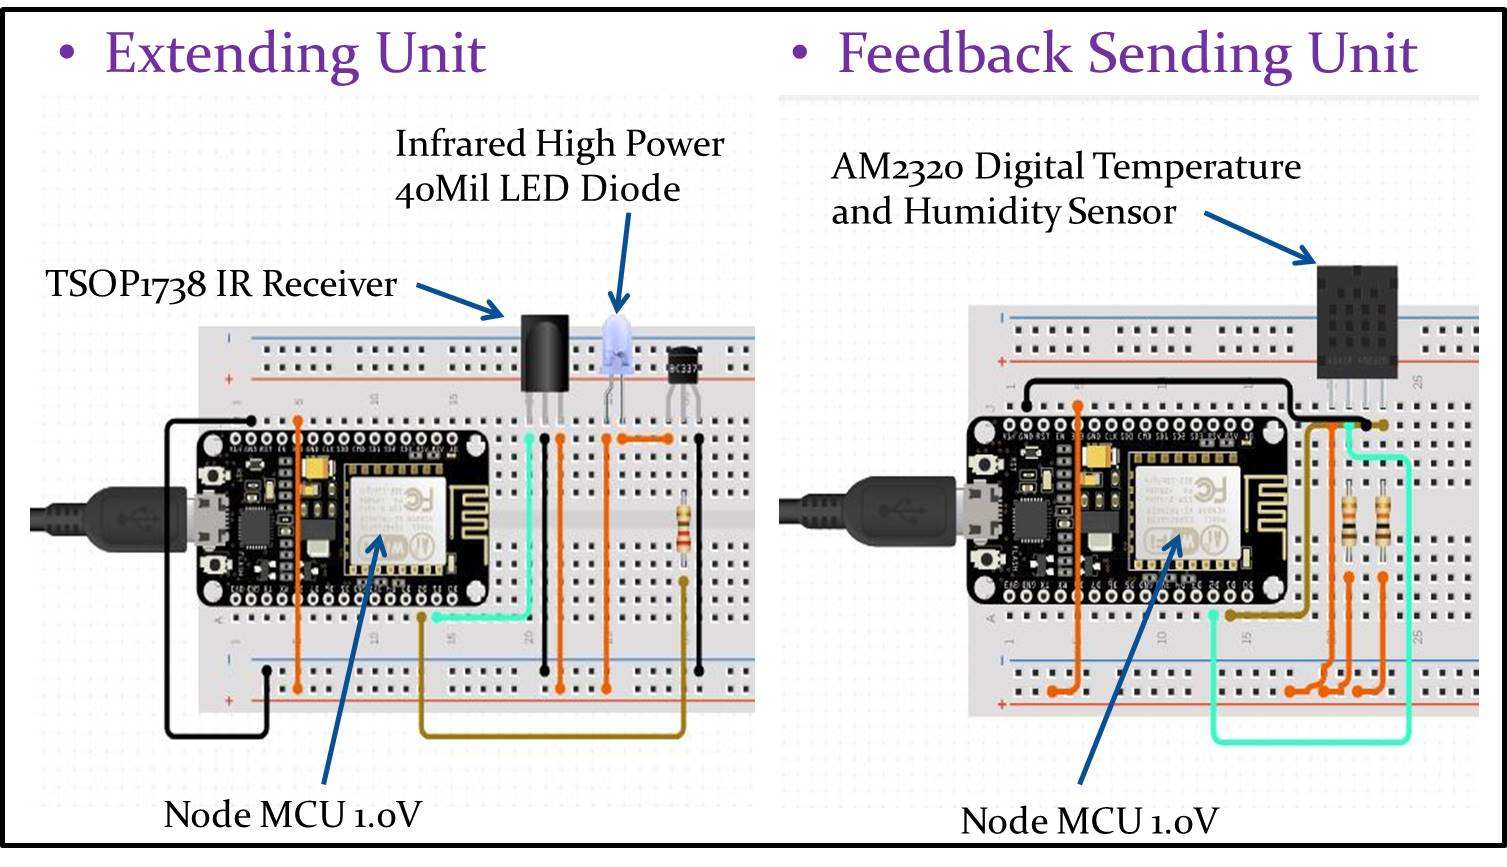 • Extending Unit
• Feedback Sending Unit
Infrared High Power
40Mil LED Diode
TSOP1738 IR Receiver
BC337
Node MCU 1.0V
AM2320 Digital Temperature
and Humidity Sensor
Node MCU 1.0V